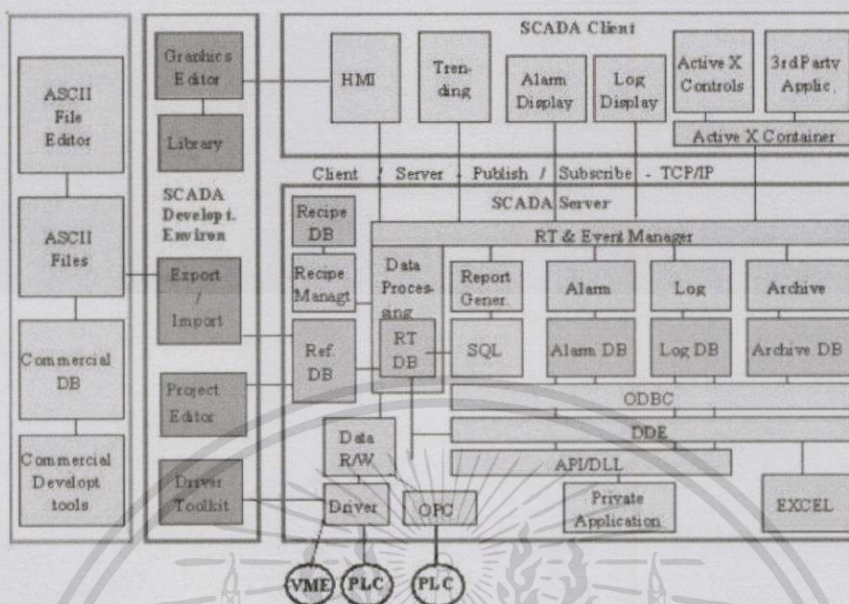 ASCII
File
Editor
ASCII
Files
Commercial
DB
Commercial
Developt
tools
Graphics
Editor
Library
SCADA
Develop t.
Environ
Export
/
Import
Project
Editor
Driver
Toolkit
SCADA Client
HMI
Tren-
ding
Alarm
Display
Log
Display
Active X
Controls
3rd Party
Applic.
Active X Container
Client / Server - Publish / Subscribe - TCP/IP
SCADA Server
RT & Event Manager
Recipe
DB
Recipe
Managt
Ref.
DB
Data
Proces-
sing
RT
DB
Report
Gener.
SQL
Alarm
Alarm DB
Log
Log DB
Archive
Archive DB
ODBC
DDE
API/DLL
Data
R/W
Driver
OPC
Private
Application
EXCEL
VME
PLC
PLC